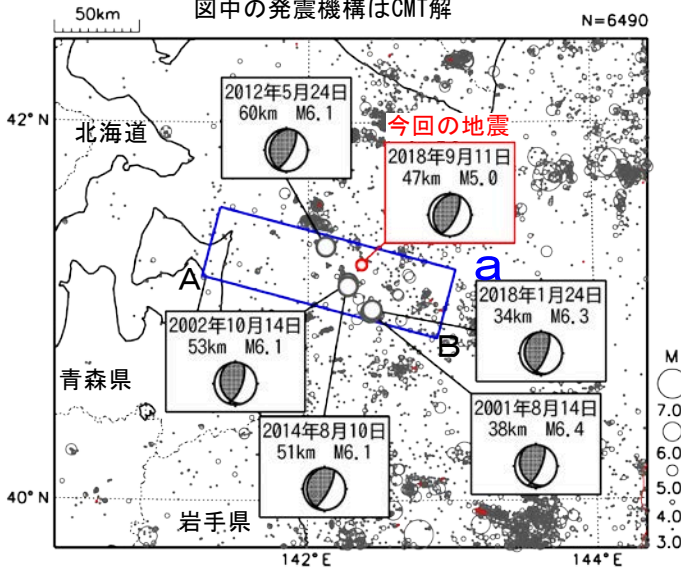 図中の発震機構はCMT解
50km
N=6490
42°N
北海道
2012年5月24日
60km M6.1
今回の地震
2018年9月11日
47km M5.0
a
A
2018年1月24日
34km M6.3
B
2002年10月14日
53km M6.1
青森県
M
7.0
6.0
5.0
4.0
3.0
2001年8月14日
38km M6.4
2014年8月10日
51km M6.1
40°N
岩手県
142°E
144°E